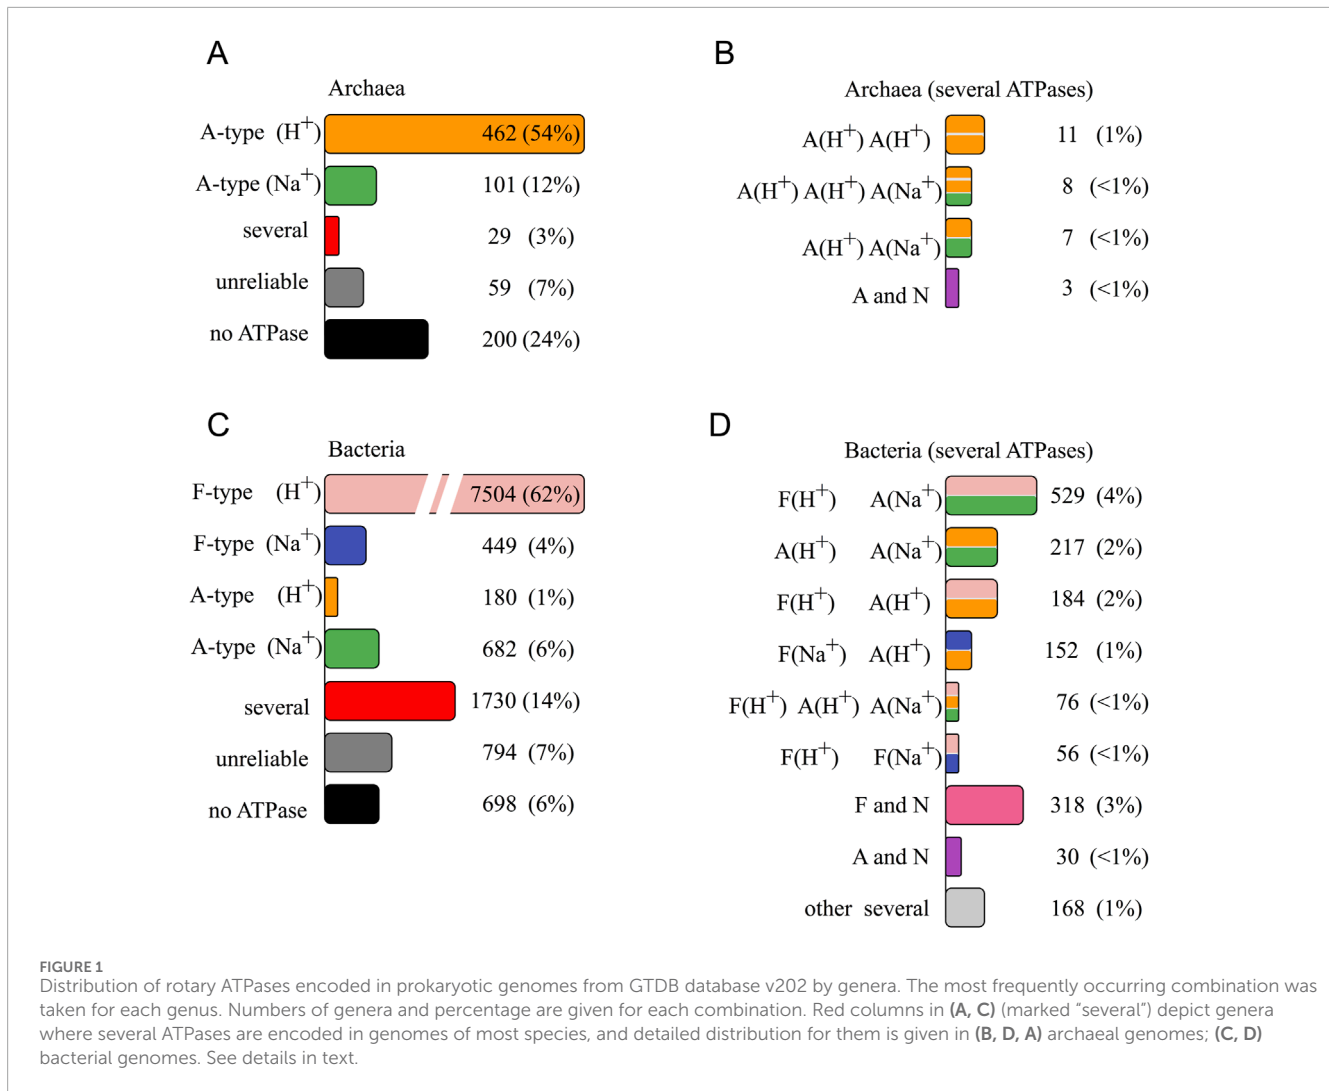 A
Archaea
A-type (H+) 462 (54%)
A-type (Na+) 101 (12%)
several 29 (3%)
unreliable 59 (7%)
no ATPase 200 (24%)
B
Archaea (several ATPases)
A(H+) A(H+) 11 (1%)
A(H+) A(H+) A(Na+) 8 (<1%)
A(H+) A(Na+) 7 (<1%)
A and N 3 (<1%)
C
Bacteria
F-type (H+) 7504 (62%)
F-type (Na+) 449 (4%)
A-type (H+) 180 (1%)
A-type (Na+) 682 (6%)
several 1730 (14%)
unreliable 794 (7%)
no ATPase 698 (6%)
D
Bacteria (several ATPases)
F(H+) A(Na+) 529 (4%)
A(H+) A(Na+) 217 (2%)
F(H+) A(H+) 184 (2%)
F(Na+) A(H+) 152 (1%)
F(H+) A(H+) A(Na+) 76 (<1%)
F(H+) F(Na+) 56 (<1%)
F and N 318 (3%)
A and N 30 (<1%)
other several 168 (1%)
FIGURE 1
Distribution of rotary ATPases encoded in prokaryotic genomes from GTDB database v202 by genera. The most frequently occurring combination was
taken for each genus. Numbers of genera and percentage are given for each combination. Red columns in (A, C) (marked "several") depict genera
where several ATPases are encoded in genomes of most species, and detailed distribution for them is given in (B, D, A) archaeal genomes; (C, D)
bacterial genomes. See details in text.